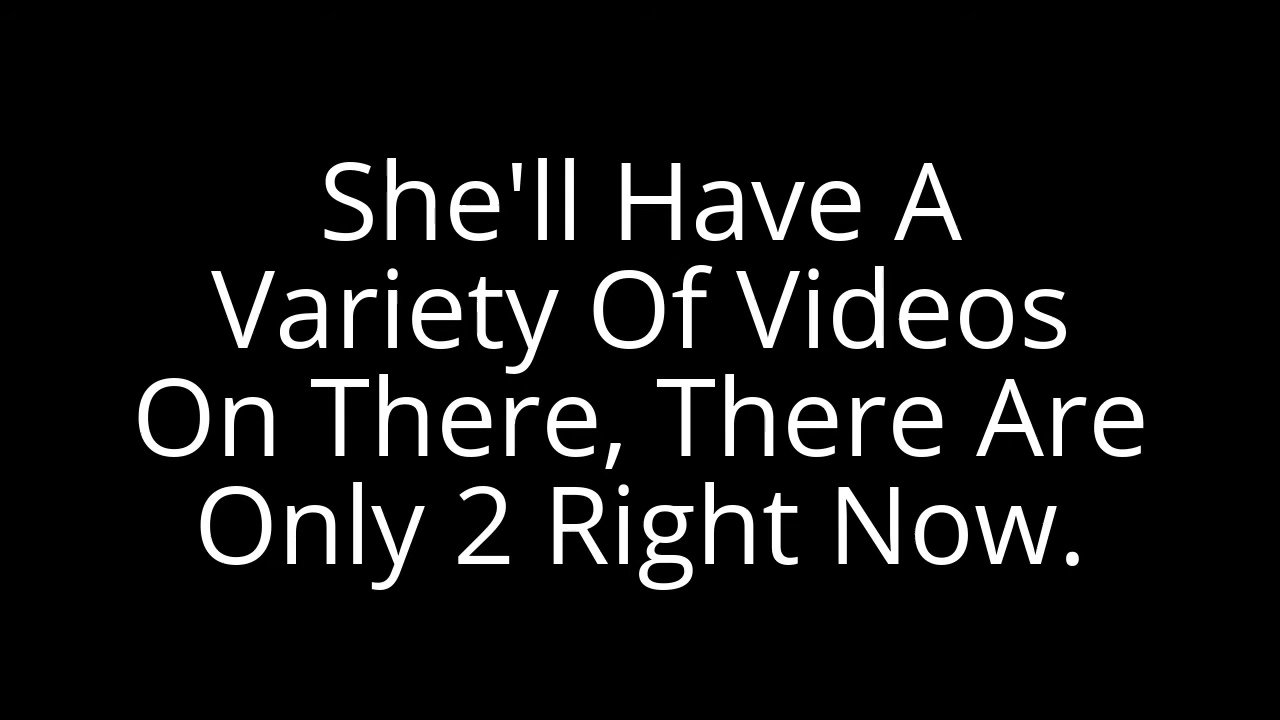 She'll Have A
Variety Of Videos
On There, There Are
Only 2 Right Now.